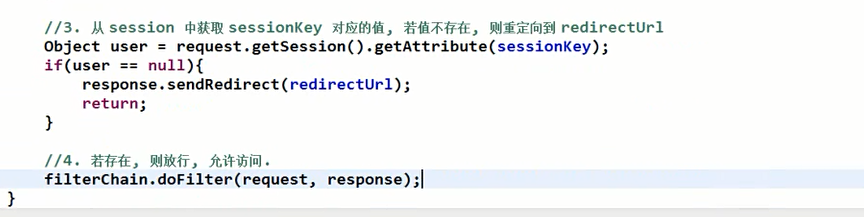 //3. 从 session 中获取 sessionKey 对应的值, 若值不存在, 则重定向到 redirectUrl
Object user = request.getSession().getAttribute(sessionKey);
if(user == null){
response.sendRedirect(redirectUrl);
return;
}
//4. 若存在, 则放行, 允许访问.
filterChain.doFilter(request, response);
}